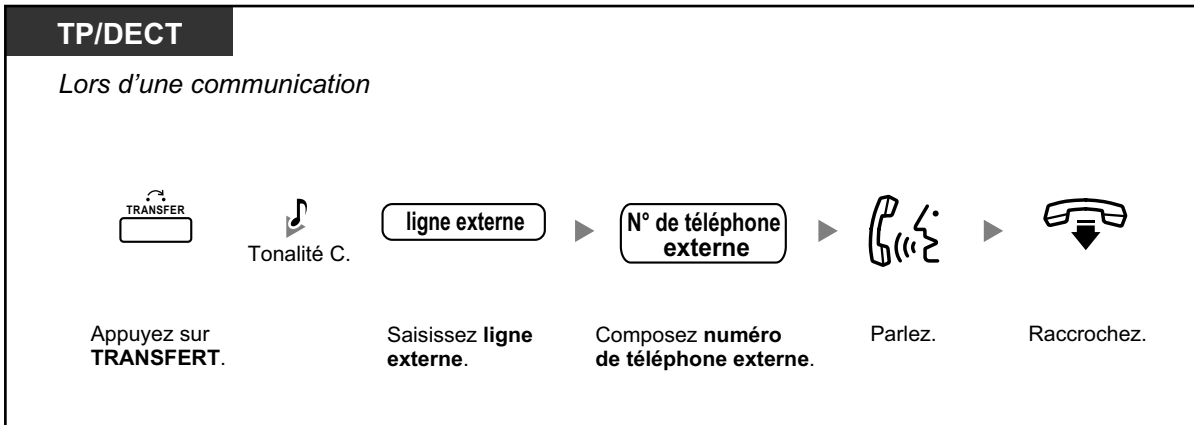 TP/DECT
Lors d’une communication
TRANSFER
Tonalité C.
ligne externe
N° de téléphone
externe
Appuyez sur
TRANSFERT.
Saisissez ligne
externe.
Composez numéro
de téléphone externe.
Parlez.
Raccrochez.